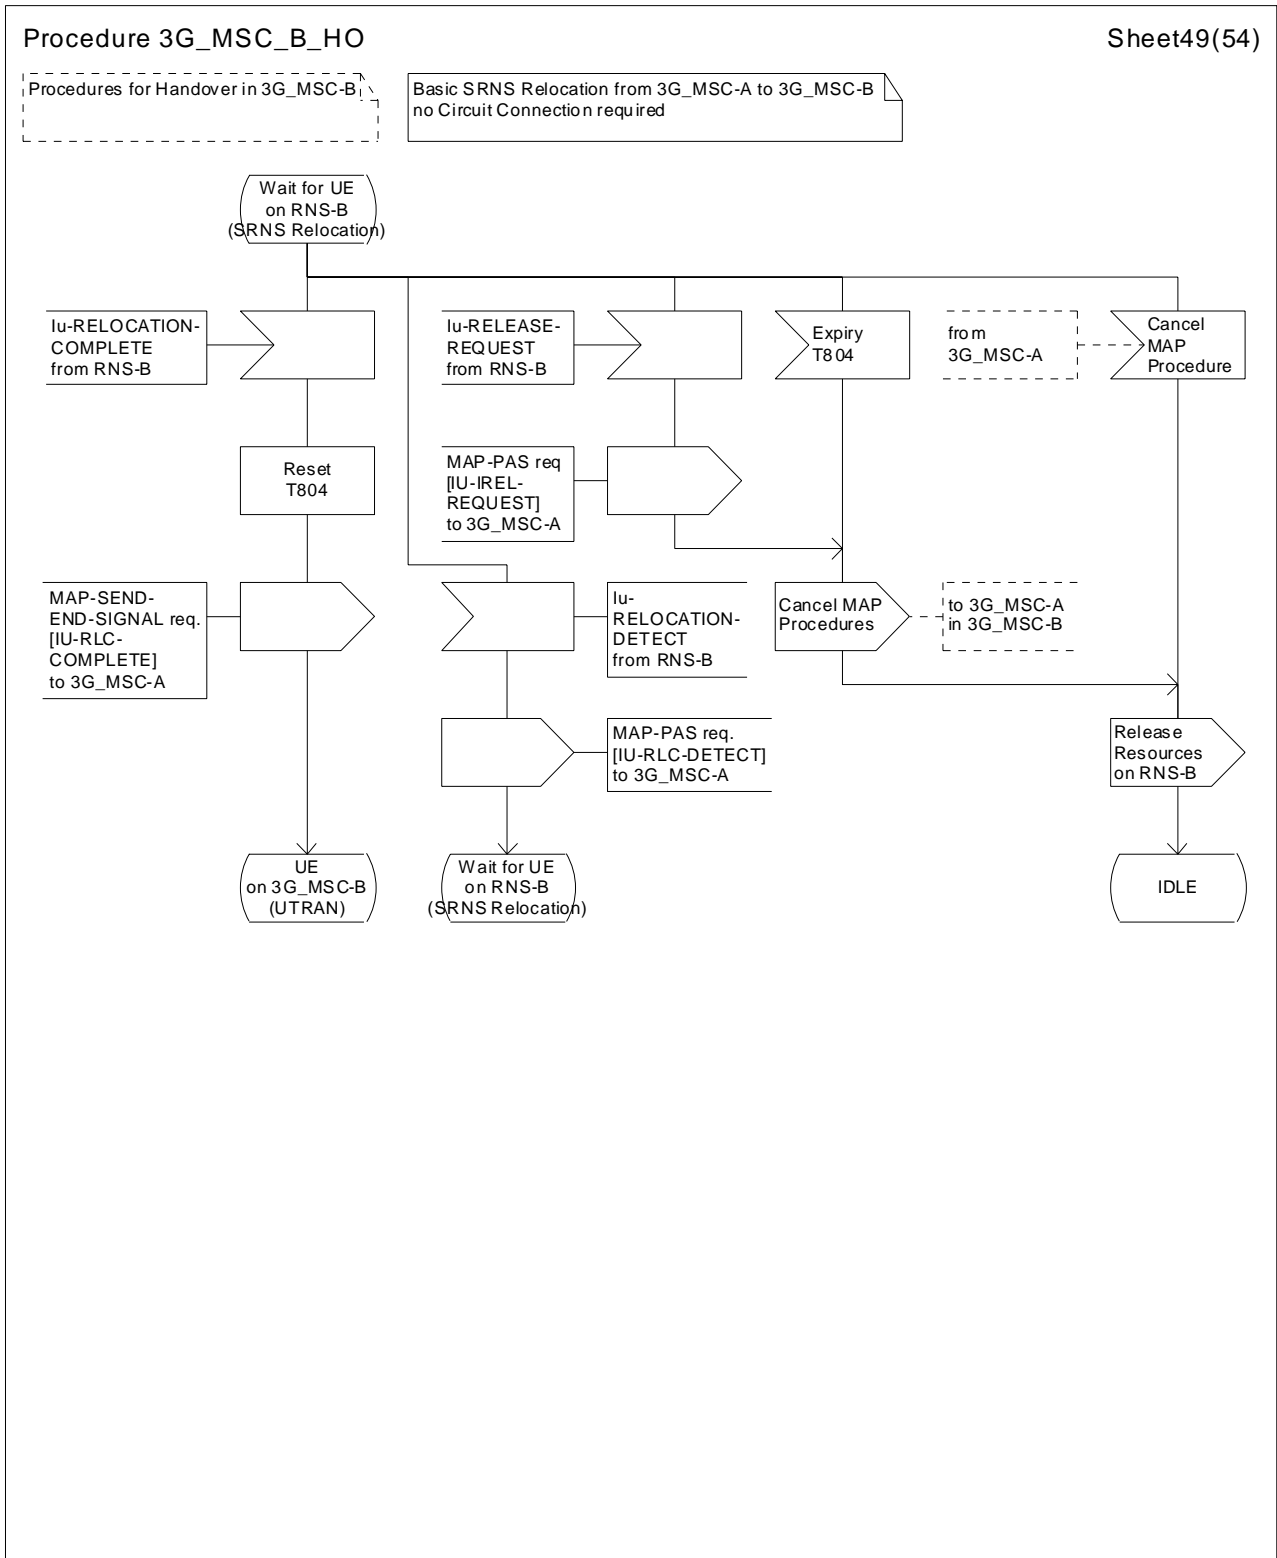 Procedure 3G_MSC_B_HO
Sheet49(54)
Procedures for Handover in 3G_MSC-B
Basic SRNS Relocation from 3G_MSC-A to 3G_MSC-B
no Circuit Connection required
Wait for UE
on RNS-B
(SRNS Relocation)
Iu-RELOCATION-
COMPLETE
from RNS-B
Iu-RELEASE-
REQUEST
from RNS-B
Expiry
T804
from
3G_MSC-A
Cancel
MAP
Procedure
Reset
T804
MAP-PAS req
[IU-IREL-
REQUEST]
to 3G_MSC-A
MAP-SEND-
END-SIGNAL req.
[IU-RLC-
COMPLETE]
to 3G_MSC-A
Iu-
RELOCATION-
DETECT
from RNS-B
Cancel MAP
Procedures
to 3G_MSC-A
in 3G_MSC-B
MAP-PAS req.
[IU-RLC-DETECT]
to 3G_MSC-A
Release
Resources
on RNS-B
UE
on 3G_MSC-B
(UTRAN)
Wait for UE
on RNS-B
(SRNS Relocation)
IDLE